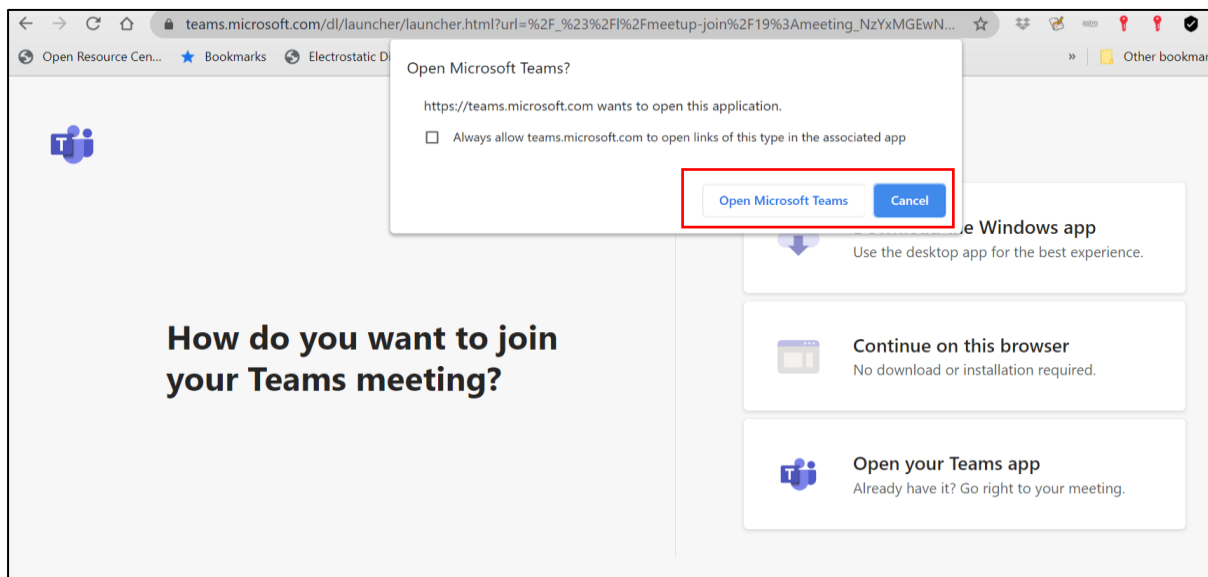 teams.microsoft.com/dl/launcher/launcher.html?url=%2F_%23%2Fl%2Fmeetup-join%2F19%3Ameeting_NzYxMGEwN...
Open Resource Cen... Bookmarks Electrostatic Di » Other bookmar
Open Microsoft Teams?
https://teams.microsoft.com wants to open this application.
Always allow teams.microsoft.com to open links of this type in the associated app
Open Microsoft Teams Cancel
Windows app
Use the desktop app for the best experience.
How do you want to join
your Teams meeting?
Continue on this browser
No download or installation required.
Open your Teams app
Already have it? Go right to your meeting.